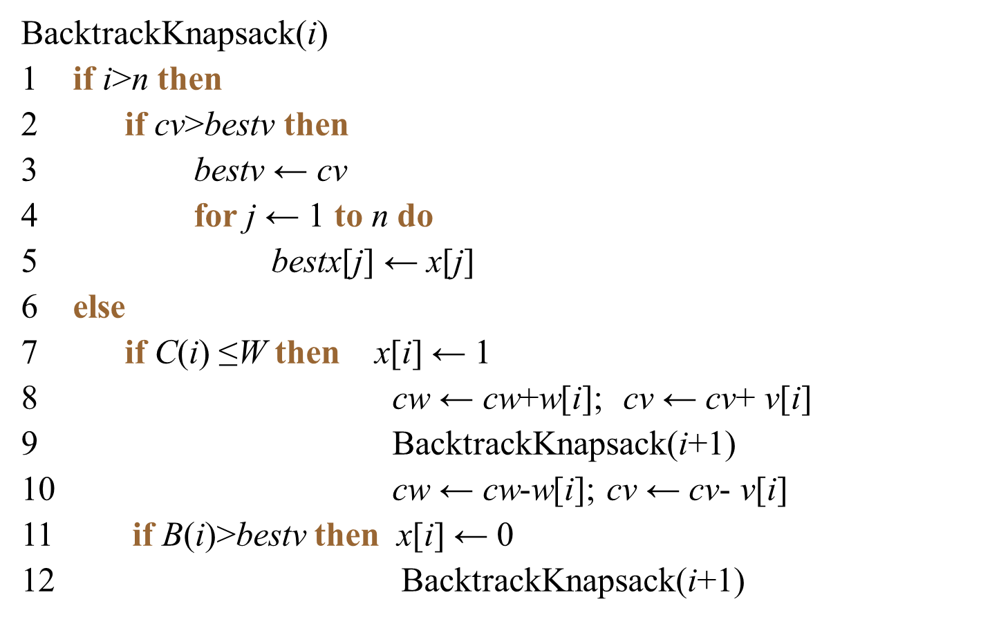 BacktrackKnapsack(i)
1 if i>n then
2 if cv>bestv then
3 bestv ← cv
4 for j ← 1 to n do
5 bestx[j] ← x[j]
6 else
7 if C(i) ≤W then x[i] ← 1
8 cw ← cw+w[i]; cv ← cv+ v[i]
9 BacktrackKnapsack(i+1)
10 cw ← cw-w[i]; cv ← cv- v[i]
11 if B(i)>bestv then x[i] ← 0
12 BacktrackKnapsack(i+1)